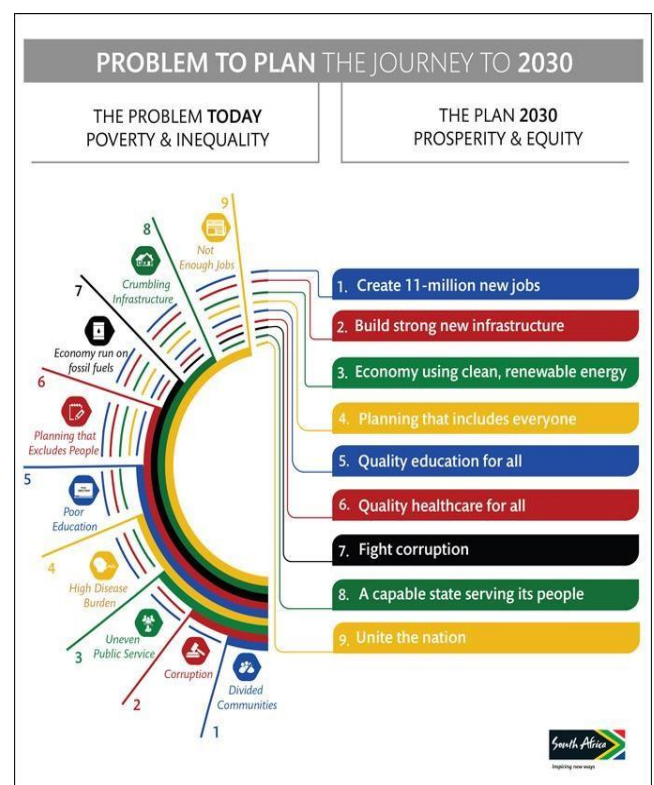 PROBLEM TO PLAN THE JOURNEY TO 2030
THE PROBLEM TODAY
POVERTY & INEQUALITY
THE PLAN 2030
PROSPERITY & EQUITY
9
Not
Enough Jobs
8
Crumbling
Infrastructure
7
Economy run on
fossil fuels
6
Planning that
Excludes People
5
Poor
Education
4
High Disease
Burden
3
Uneven
Public Service
2
Corruption
1
Divided
Communities
1. Create 11-million new jobs
2. Build strong new infrastructure
3. Economy using clean, renewable energy
4. Planning that includes everyone
5. Quality education for all
6. Quality healthcare for all
7. Fight corruption
8. A capable state serving its people
9. Unite the nation
South Africa
Inspiring new ways